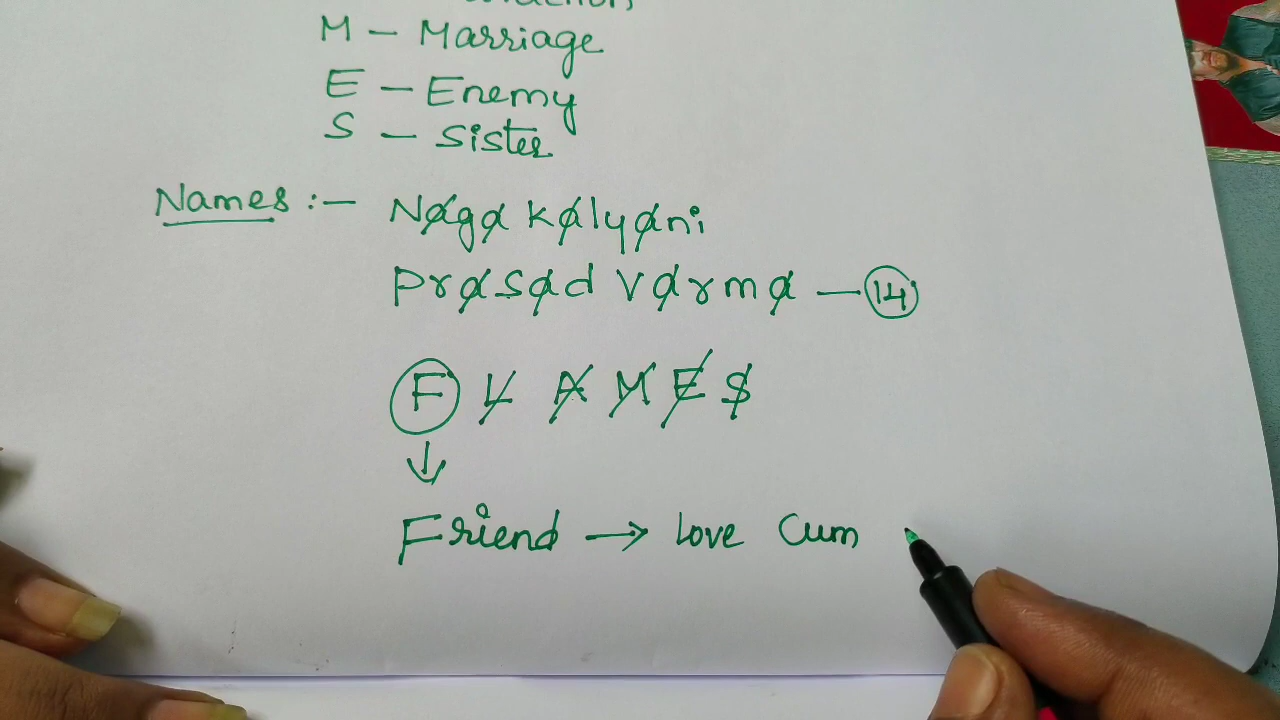 M - Marriage
E - Enemy
S - Sister
Names :- Naga Kalyani
Prasad Varma - 14
F L A M E S
↓
Friend → Love Cum